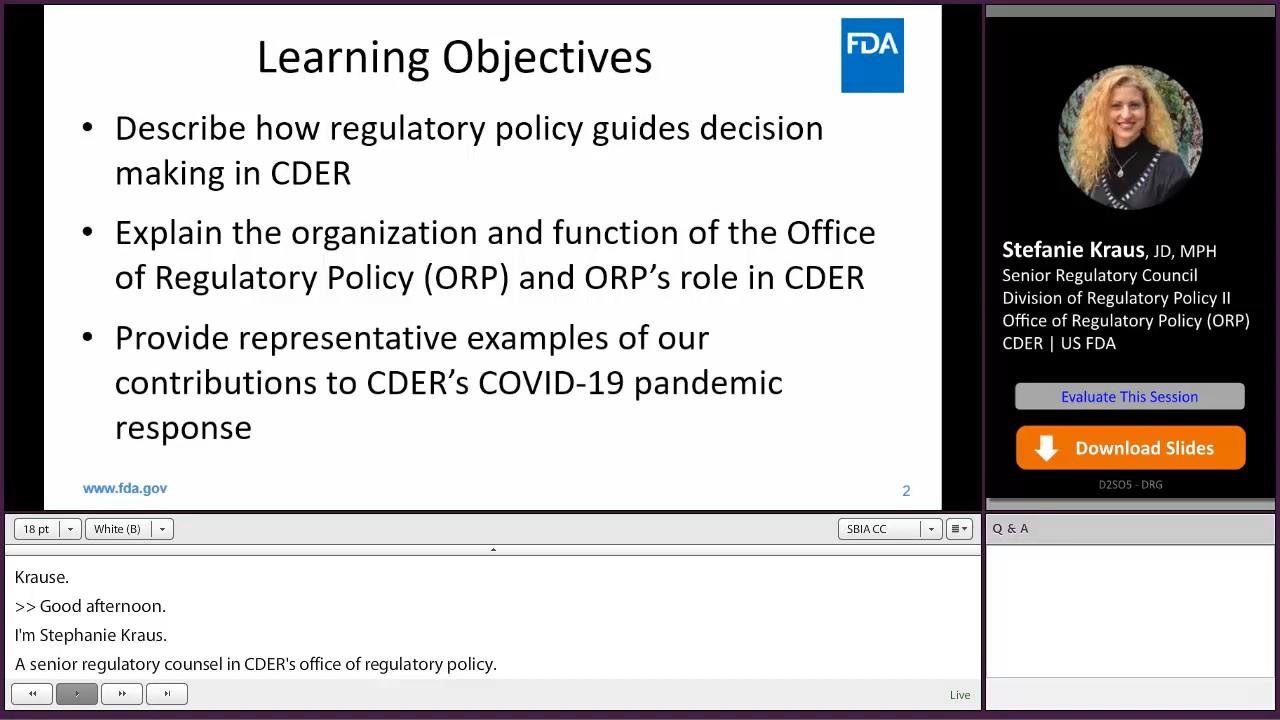 Learning Objectives
FDA
• Describe how regulatory policy guides decision
making in CDER
• Explain the organization and function of the Office
of Regulatory Policy (ORP) and ORP’s role in CDER
• Provide representative examples of our
contributions to CDER’s COVID-19 pandemic
response
www.fda.gov
2
Stefanie Kraus, JD, MPH
Senior Regulatory Council
Division of Regulatory Policy II
Office of Regulatory Policy (ORP)
CDER | US FDA
Evaluate This Session
Download Slides
D2SO5 - DRG
18 pt
White (B)
SBIA CC
Krause.
>> Good afternoon.
I'm Stephanie Kraus.
A senior regulatory counsel in CDER's office of regulatory policy.
Live
Q & A